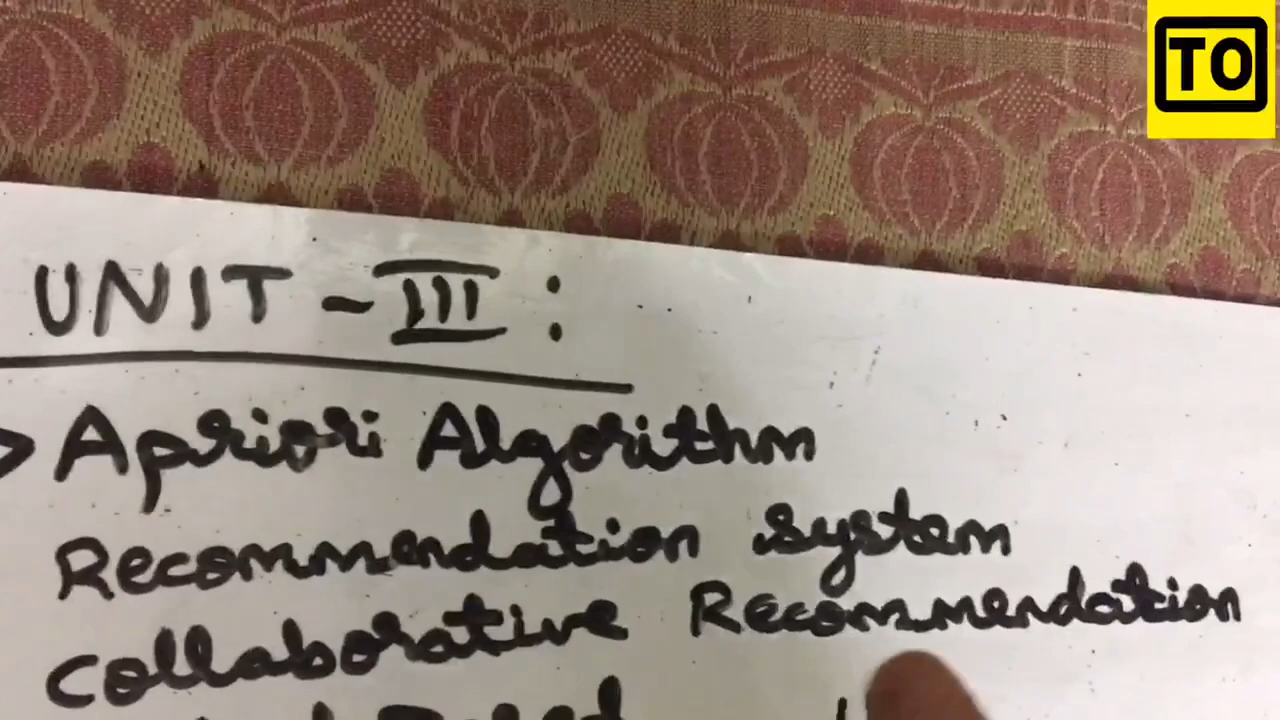 TO
UNIT - III :
> Apriori Algorithm
Recommendation system
collaborative Recommendation